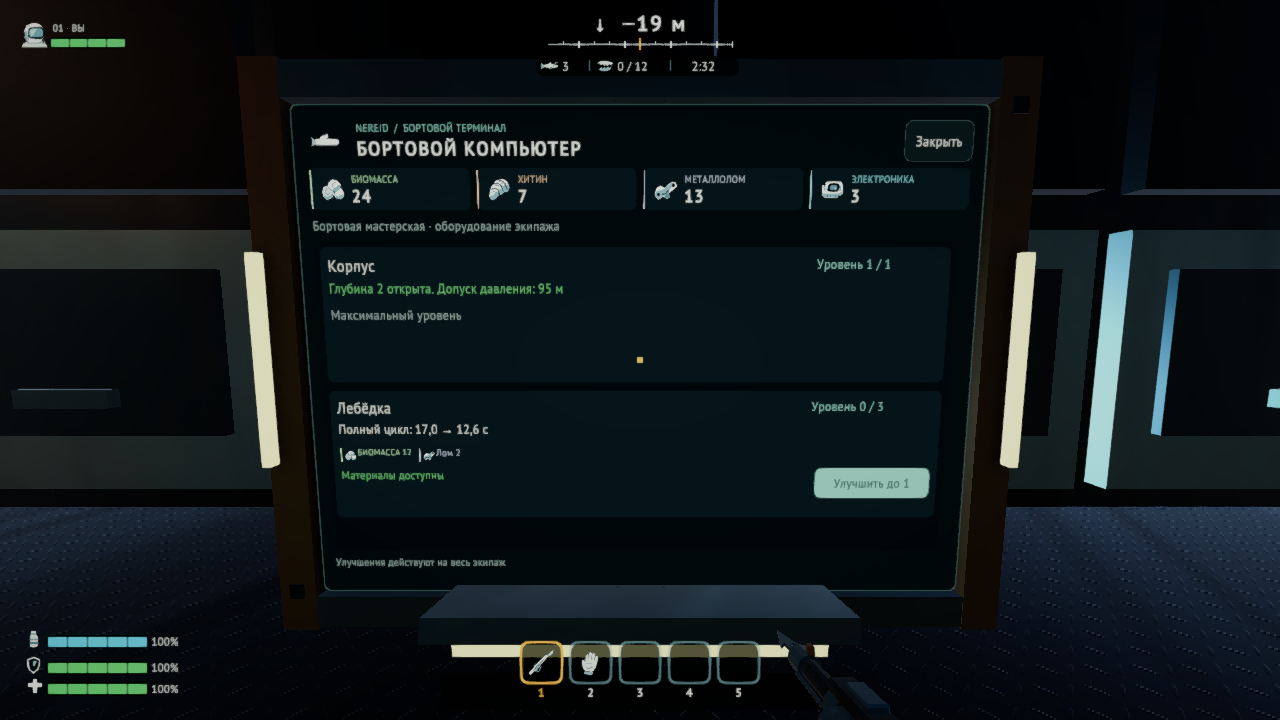 01 · ВЫ
↓ −19 м
3 0 / 12 2:32
NEREID / БОРТОВОЙ ТЕРМИНАЛ
БОРТОВОЙ КОМПЬЮТЕР
Закрыть
БИОМАССА
24
ХИТИН
7
МЕТАЛЛОЛОМ
13
ЭЛЕКТРОНИКА
3
Бортовая мастерская · оборудование экипажа
Корпус
Уровень 1 / 1
Глубина 2 открыта. Допуск давления: 95 м
Максимальный уровень
Лебёдка
Уровень 0 / 3
Полный цикл: 17,0 → 12,6 с
БИОМАССА 12 Лом 2
Материалы доступны
Улучшить до 1
Улучшения действуют на весь экипаж
100%
100%
100%
1 2 3 4 5